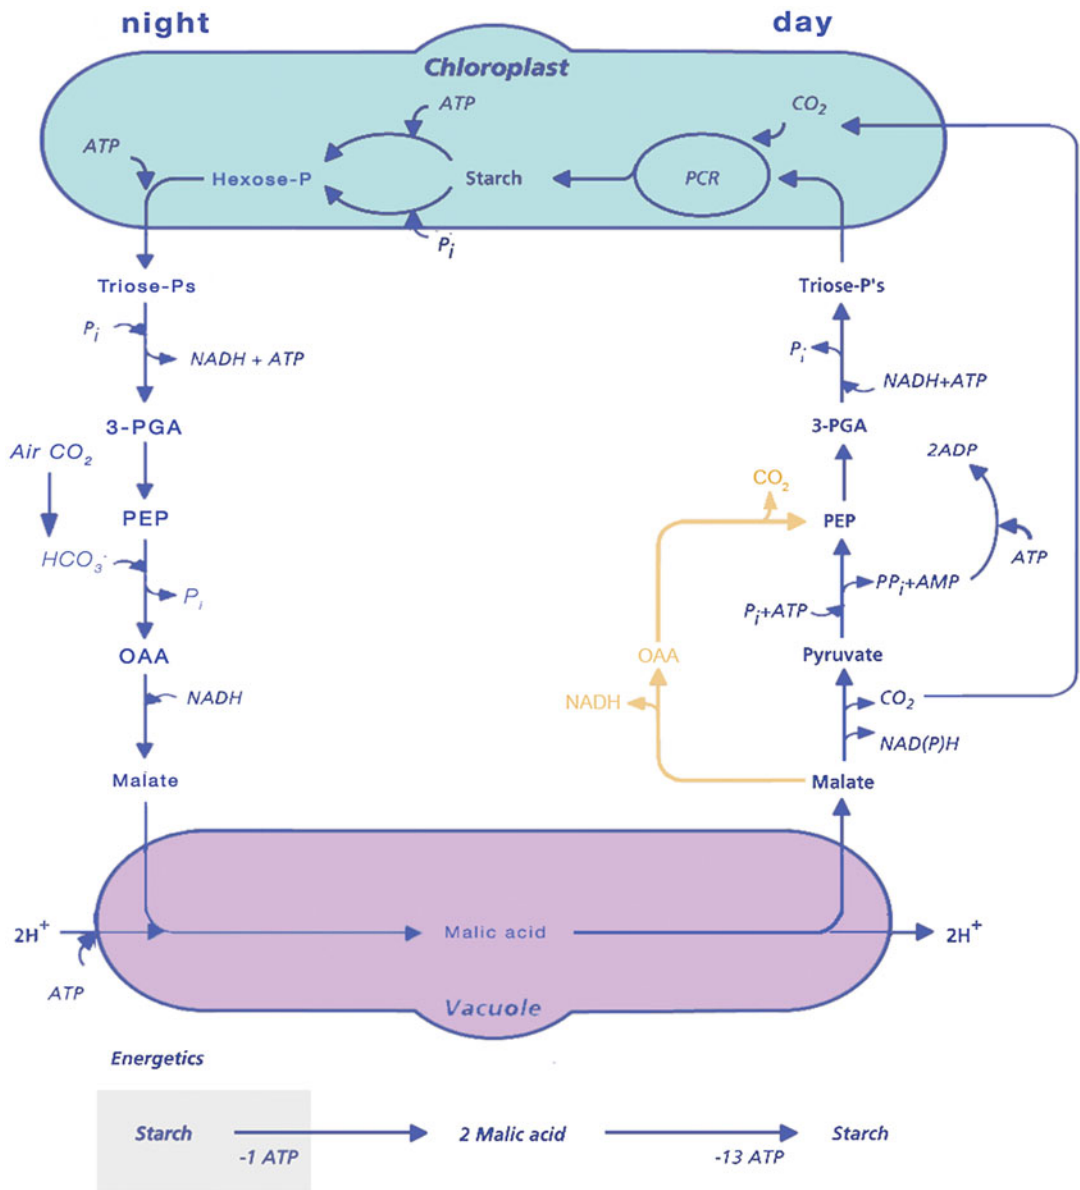 night
day
Chloroplast
ATP
CO2
ATP
Hexose-P
Starch
PCR
Pi
Triose-Ps
Triose-P's
Pi
NADH + ATP
Pi
NADH+ATP
3-PGA
3-PGA
Air CO2
2ADP
CO2
PEP
PEP
HCO3-
ATP
Pi
PPi+AMP
Pi+ATP
OAA
OAA
Pyruvate
NADH
NADH
CO2
NAD(P)H
Malate
Malate
2H+
Malic acid
2H+
ATP
Vacuole
Energetics
Starch
2 Malic acid
Starch
-1 ATP
-13 ATP